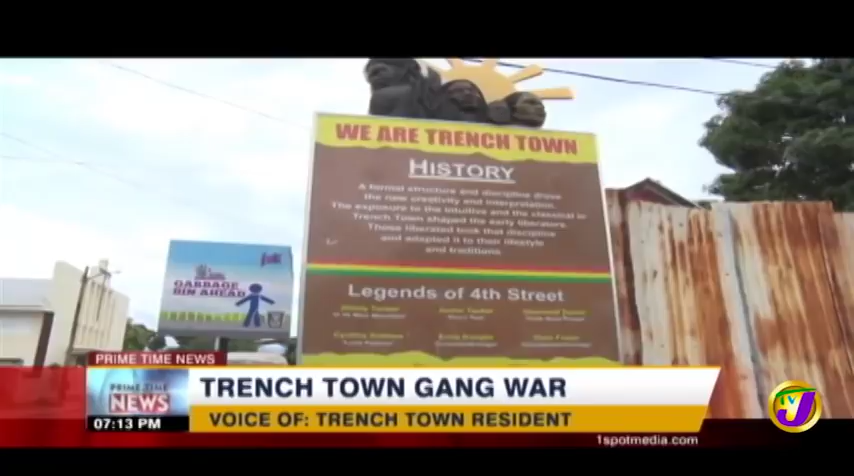 WE ARE TRENCH TOWN
HISTORY
A formal structure and discipline drove
the new creativity and interpretation.
The exposure to the intuitive and the classical in
Trench Town shaped the early liberators.
Those liberated took that discipline
and adapted it to their lifestyle
and traditions
Legends of 4th Street
GARBAGE
BIN AHEAD
PRIME TIME NEWS
PRIME TIME
NEWS
07:13 PM
TRENCH TOWN GANG WAR
VOICE OF: TRENCH TOWN RESIDENT
TVJ
1spotmedia.com